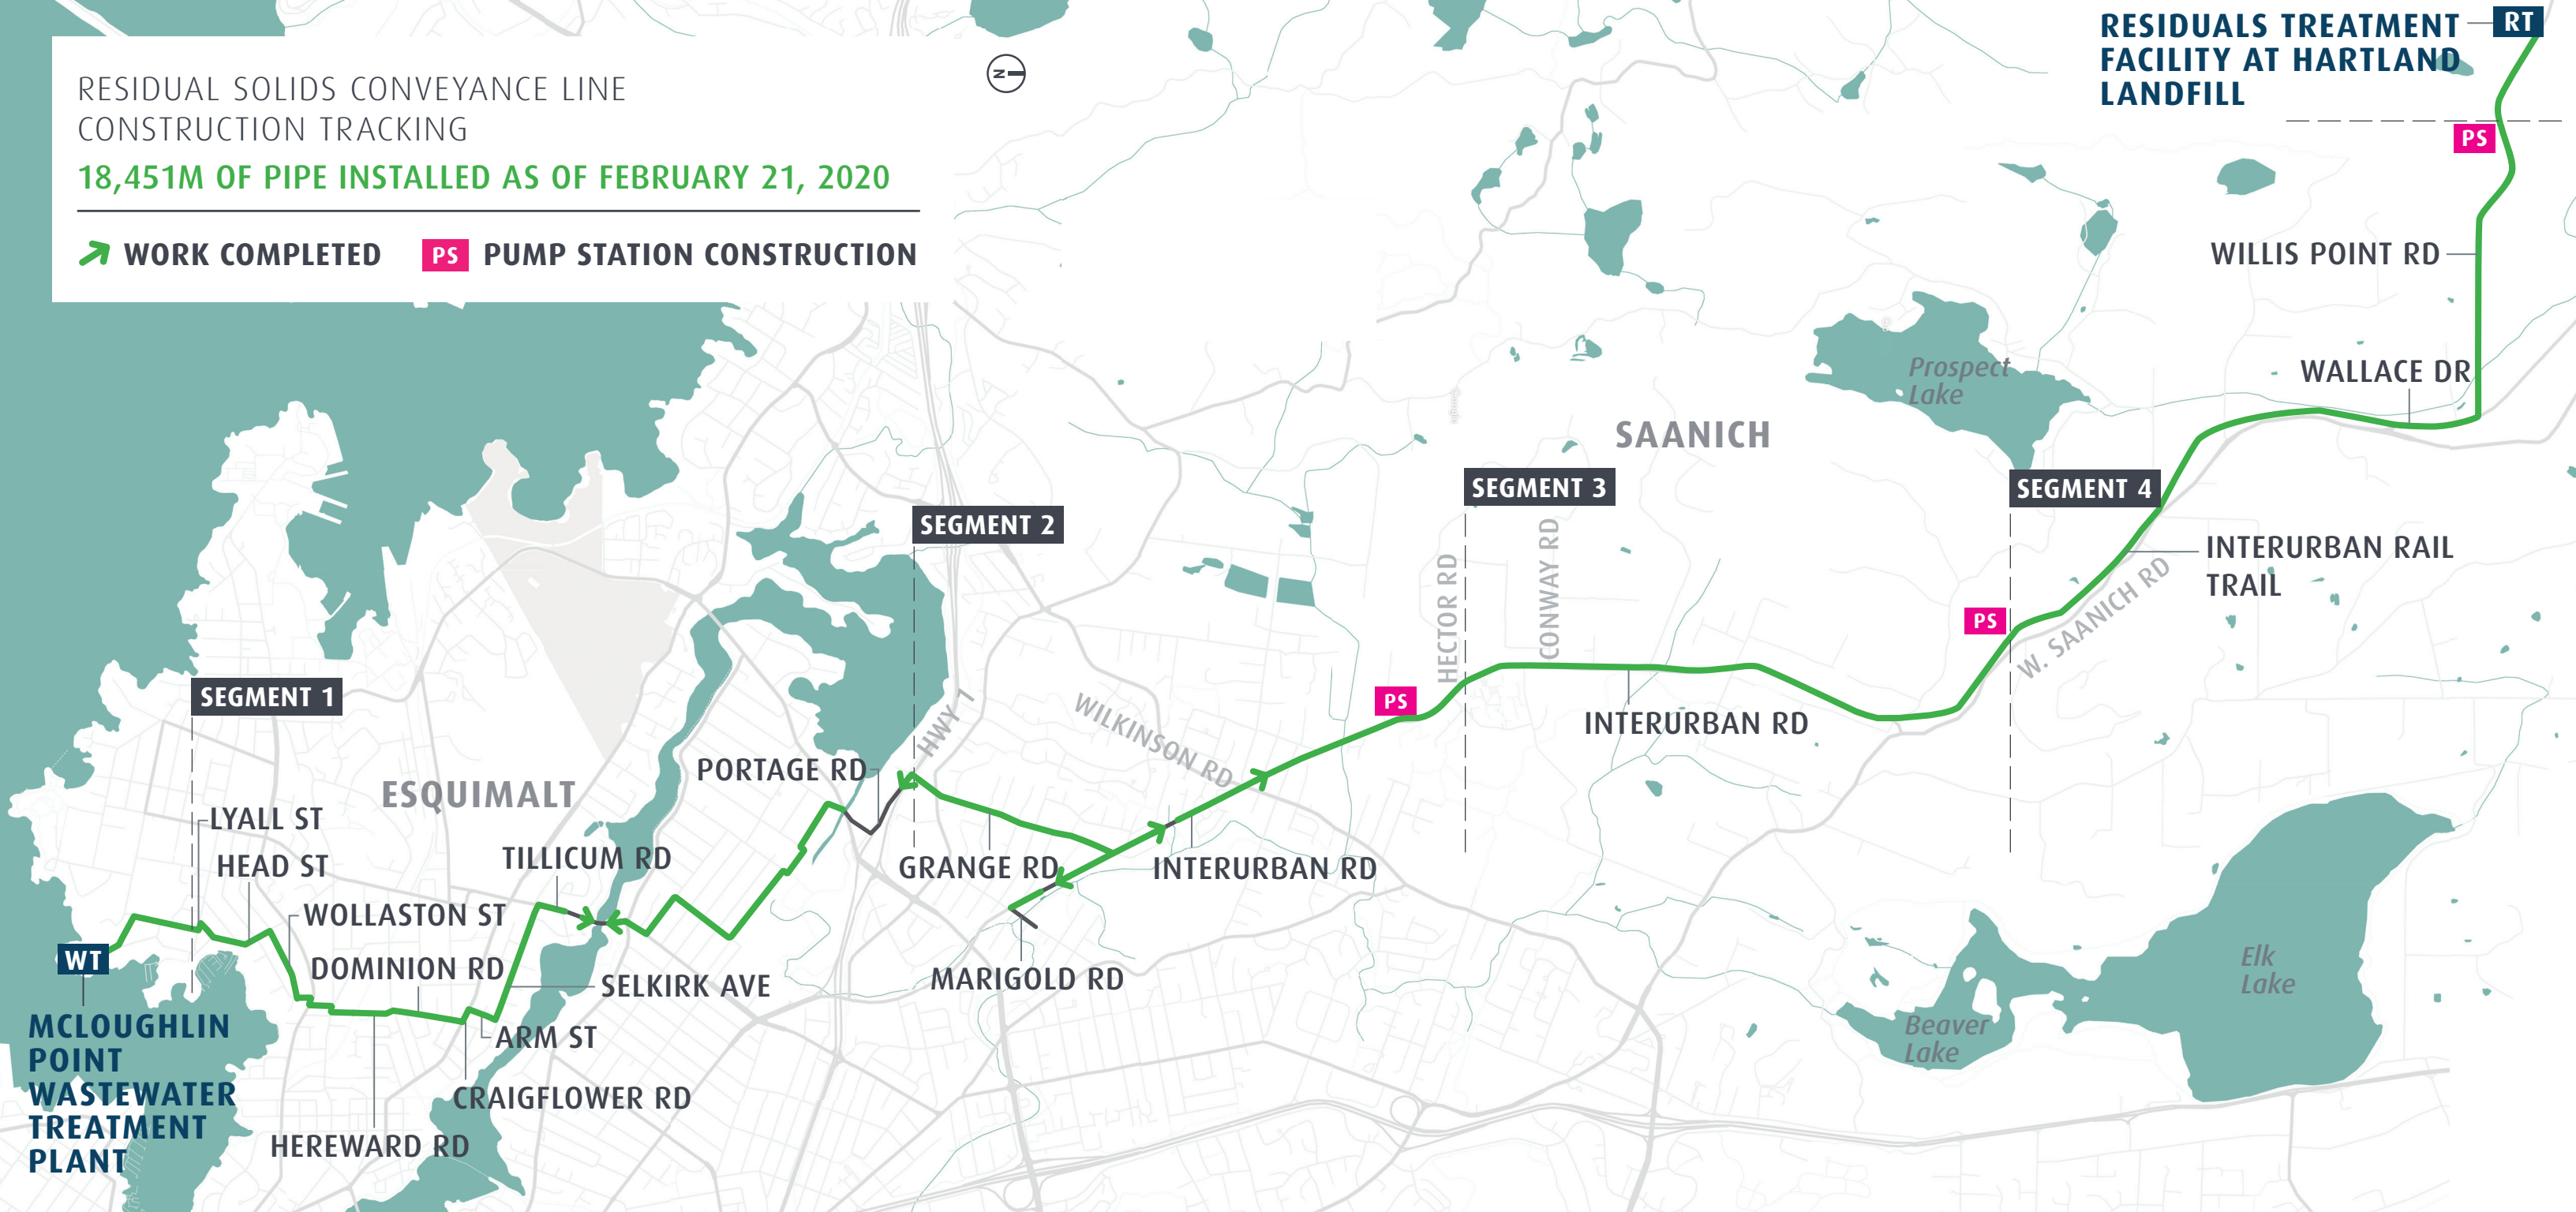 RESIDUAL SOLIDS CONVEYANCE LINE
CONSTRUCTION TRACKING
18,451M OF PIPE INSTALLED AS OF FEBRUARY 21, 2020
WORK COMPLETED
PS PUMP STATION CONSTRUCTION
N
RESIDUALS TREATMENT
FACILITY AT HARTLAND
LANDFILL
RT
PS
WILLIS POINT RD
WALLACE DR
Prospect
Lake
SAANICH
SEGMENT 3
SEGMENT 4
SEGMENT 2
HECTOR RD
CONWAY RD
INTERURBAN RAIL
TRAIL
PS
W. SAANICH RD
SEGMENT 1
PS
HWY 1
WILKINSON RD
INTERURBAN RD
PORTAGE RD
ESQUIMALT
LYALL ST
HEAD ST
TILLICUM RD
GRANGE RD
INTERURBAN RD
WOLLASTON ST
WT
DOMINION RD
SELKIRK AVE
MARIGOLD RD
Elk
Lake
MCLOUGHLIN
POINT
WASTEWATER
TREATMENT
PLANT
ARM ST
Beaver
Lake
CRAIGFLOWER RD
HEREWARD RD